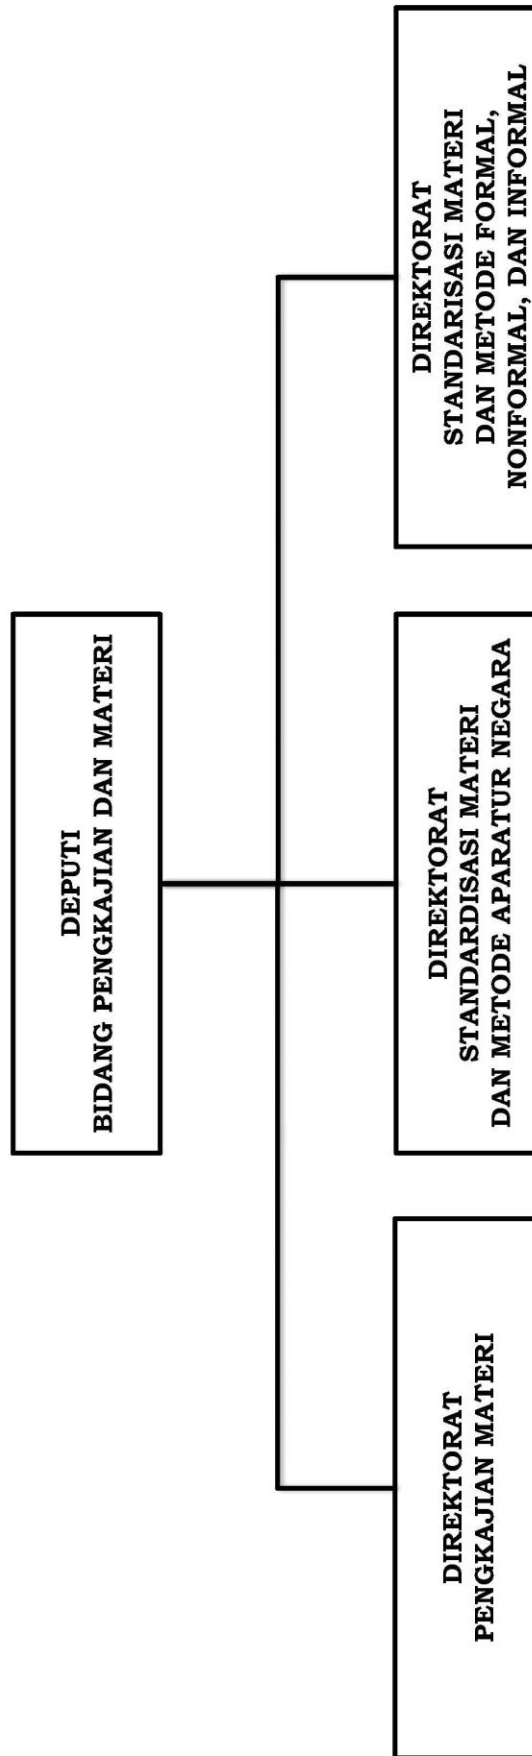 DEPUTI
BIDANG PENGKAJIAN DAN MATERI
DIREKTORAT
PENGKAJIAN MATERI
DIREKTORAT
STANDARDISASI MATERI
DAN METODE APARATUR NEGARA
DIREKTORAT
STANDARISASI MATERI
DAN METODE FORMAL,
NONFORMAL, DAN INFORMAL